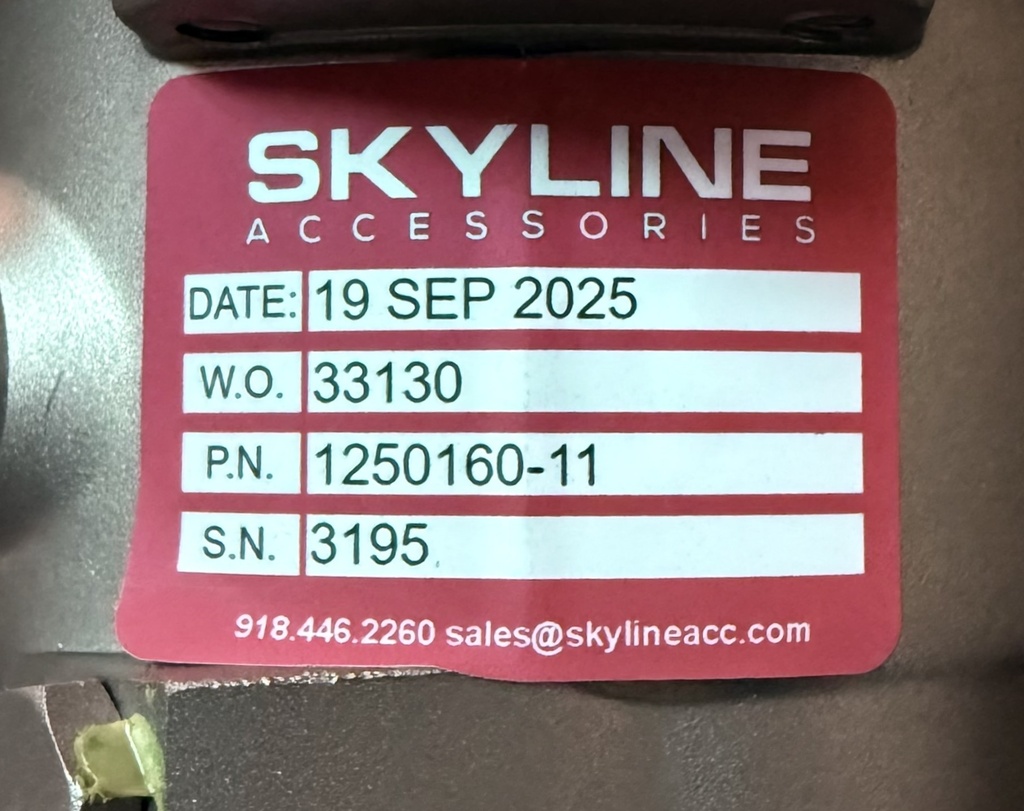 SKYLINE
ACCESSORIES
DATE: 19 SEP 2025
W.O. 33130
P.N. 1250160-11
S.N. 3195
918.446.2260 sales@skylineacc.com